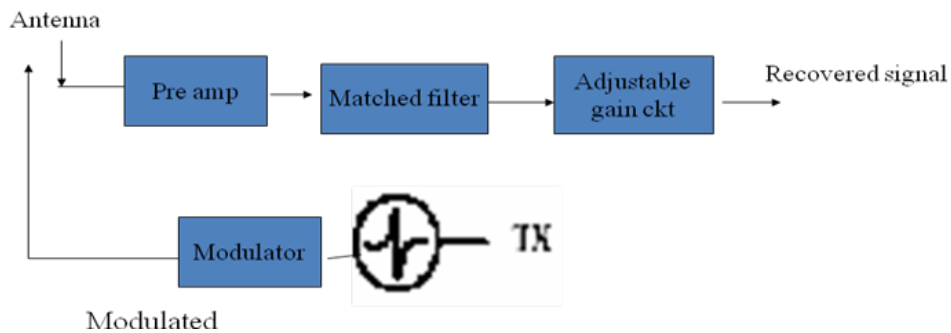 Antenna
Pre amp
Matched filter
Adjustable
gain ckt
Recovered signal
Modulator
TX
Modulated